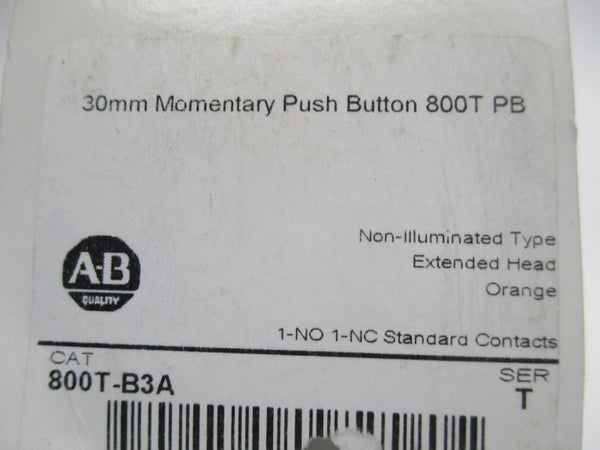 30mm Momentary Push Button 800T PB
Non-Illuminated Type
Extended Head
Orange
A-B
QUALITY
1-NO 1-NC Standard Contacts
CAT
800T-B3A
SER
T